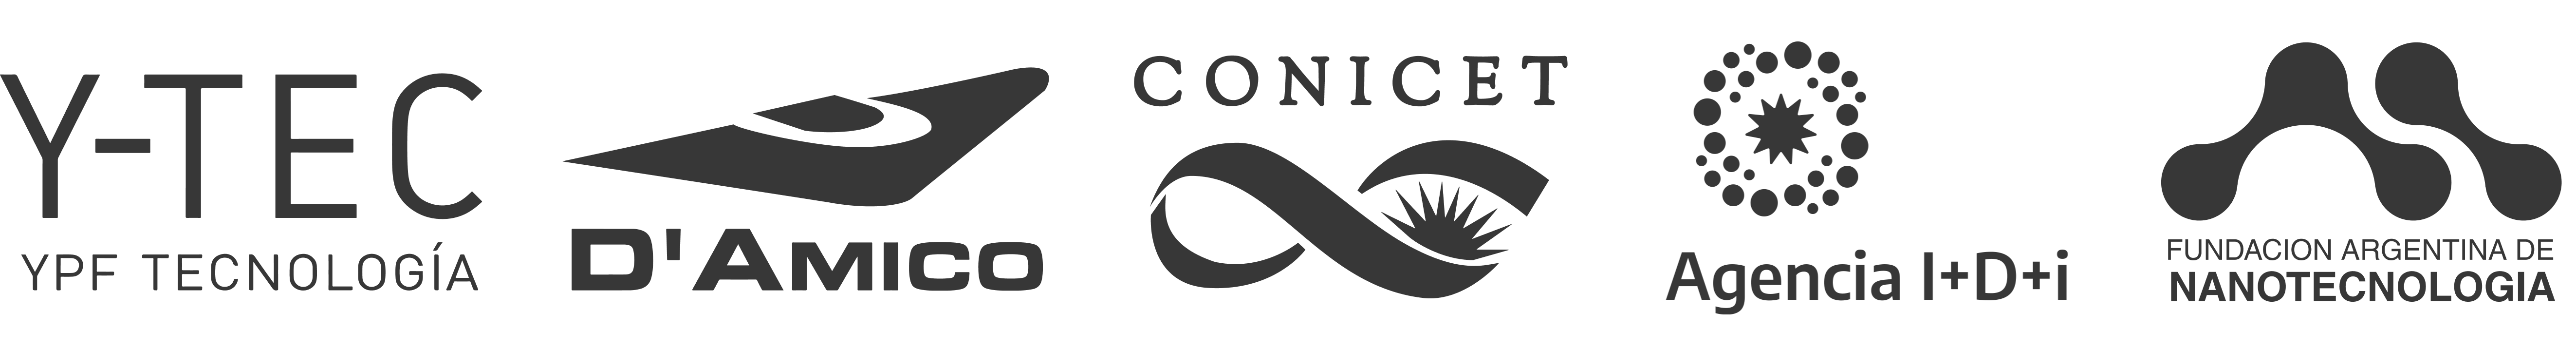 Y-TEC
YPF TECNOLOGÍA
D'AMICO
CONICET
Agencia I+D+i
FUNDACION ARGENTINA DE
NANOTECNOLOGIA